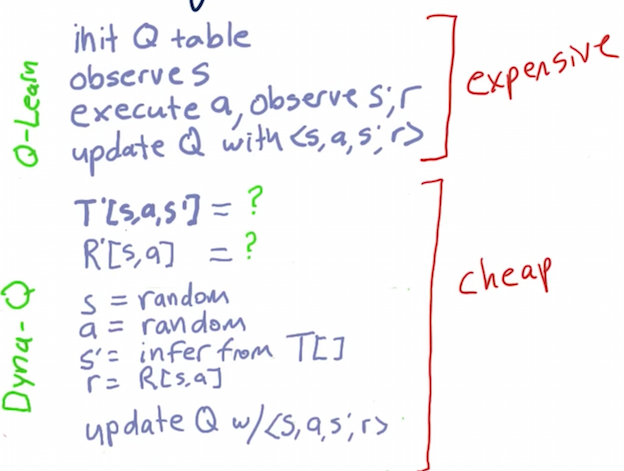 init Q table
observe s
execute a, observe s', r
update Q with <s, a, s', r>
Q-Learn
expensive
T'[s,a,s'] = ?
R'[s,a] = ?
s = random
a = random
s' = infer from T[]
r = R[s,a]
update Q w/<s, a, s', r>
Dyna-Q
cheap